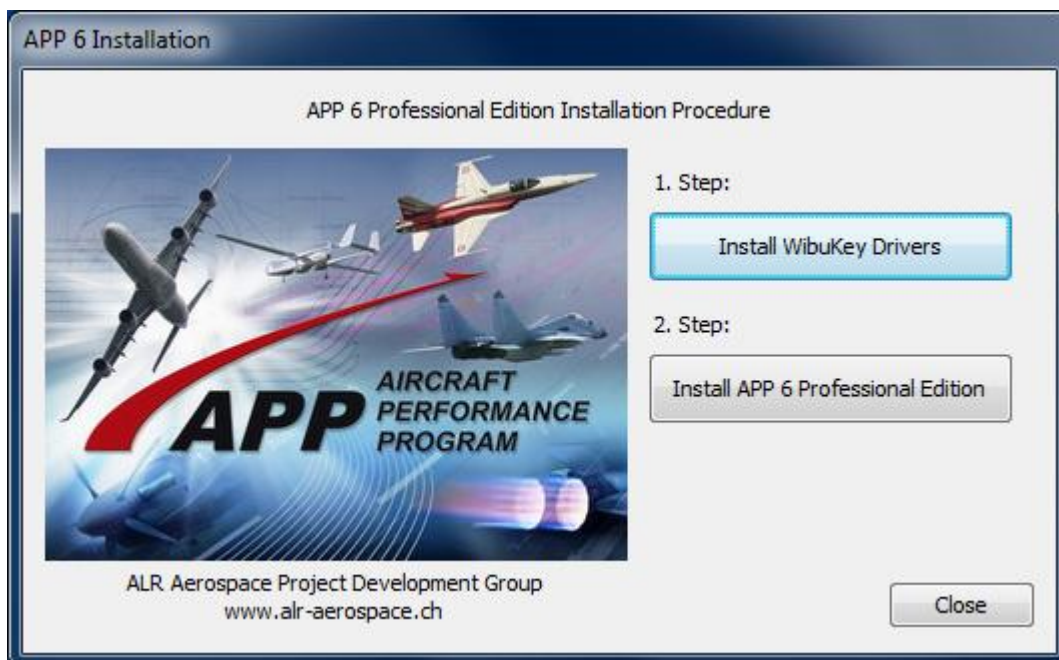 APP 6 Installation
APP 6 Professional Edition Installation Procedure
1. Step:
Install WibuKey Drivers
2. Step:
Install APP 6 Professional Edition
APP
AIRCRAFT
PERFORMANCE
PROGRAM
ALR Aerospace Project Development Group
www.alr-aerospace.ch
Close